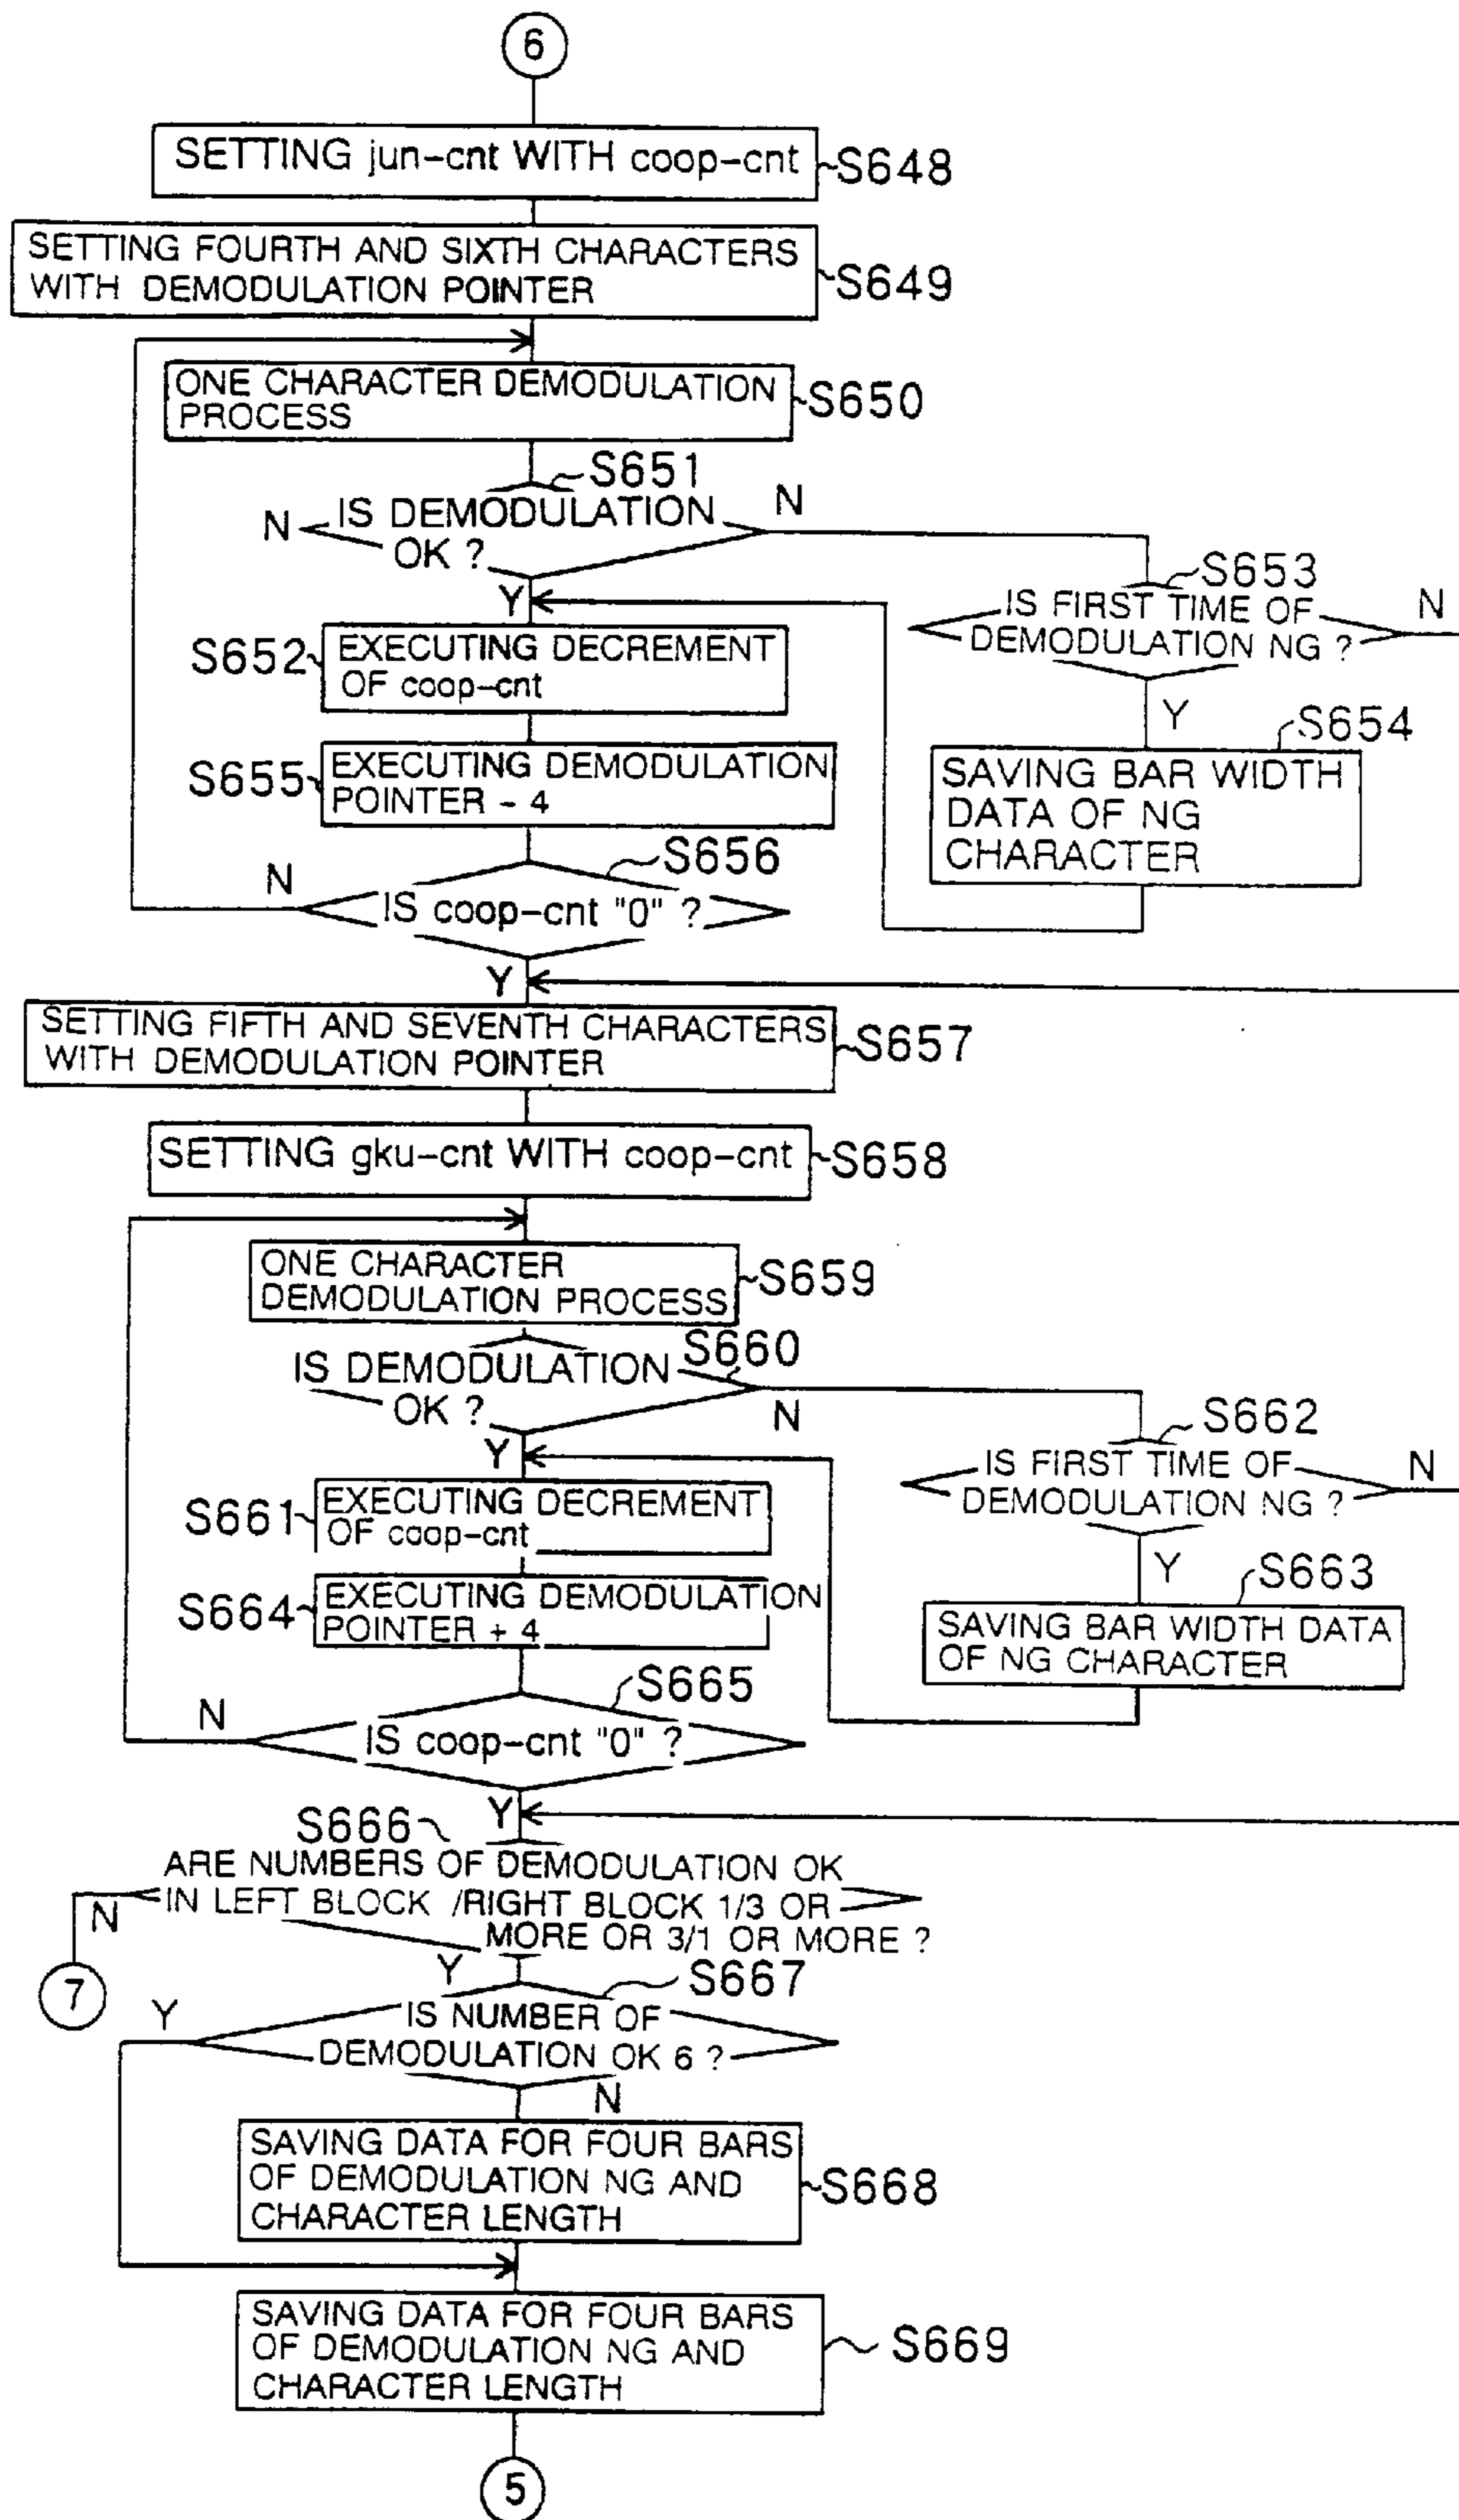 6
SETTING jun-cnt WITH coop-cnt
S648
SETTING FOURTH AND SIXTH CHARACTERS
WITH DEMODULATION POINTER
S649
ONE CHARACTER DEMODULATION
PROCESS
S650
S651
N
IS DEMODULATION
OK ?
N
Y
S653
IS FIRST TIME OF
DEMODULATION NG ?
N
Y
S652
EXECUTING DECREMENT
OF coop-cnt
S654
SAVING BAR WIDTH
DATA OF NG
CHARACTER
S655
EXECUTING DEMODULATION
POINTER - 4
S656
N
IS coop-cnt "0" ?
Y
SETTING FIFTH AND SEVENTH CHARACTERS
WITH DEMODULATION POINTER
S657
SETTING gku-cnt WITH coop-cnt
S658
ONE CHARACTER
DEMODULATION PROCESS
S659
S660
IS DEMODULATION
OK ?
N
Y
S662
IS FIRST TIME OF
DEMODULATION NG ?
N
Y
S661
EXECUTING DECREMENT
OF coop-cnt
S663
SAVING BAR WIDTH DATA
OF NG CHARACTER
S664
EXECUTING DEMODULATION
POINTER + 4
S665
N
IS coop-cnt "0" ?
Y
S666
ARE NUMBERS OF DEMODULATION OK
IN LEFT BLOCK /RIGHT BLOCK 1/3 OR
MORE OR 3/1 OR MORE ?
N
7
Y
S667
Y
IS NUMBER OF
DEMODULATION OK 6 ?
N
SAVING DATA FOR FOUR BARS
OF DEMODULATION NG AND
CHARACTER LENGTH
S668
SAVING DATA FOR FOUR BARS
OF DEMODULATION NG AND
CHARACTER LENGTH
S669
5